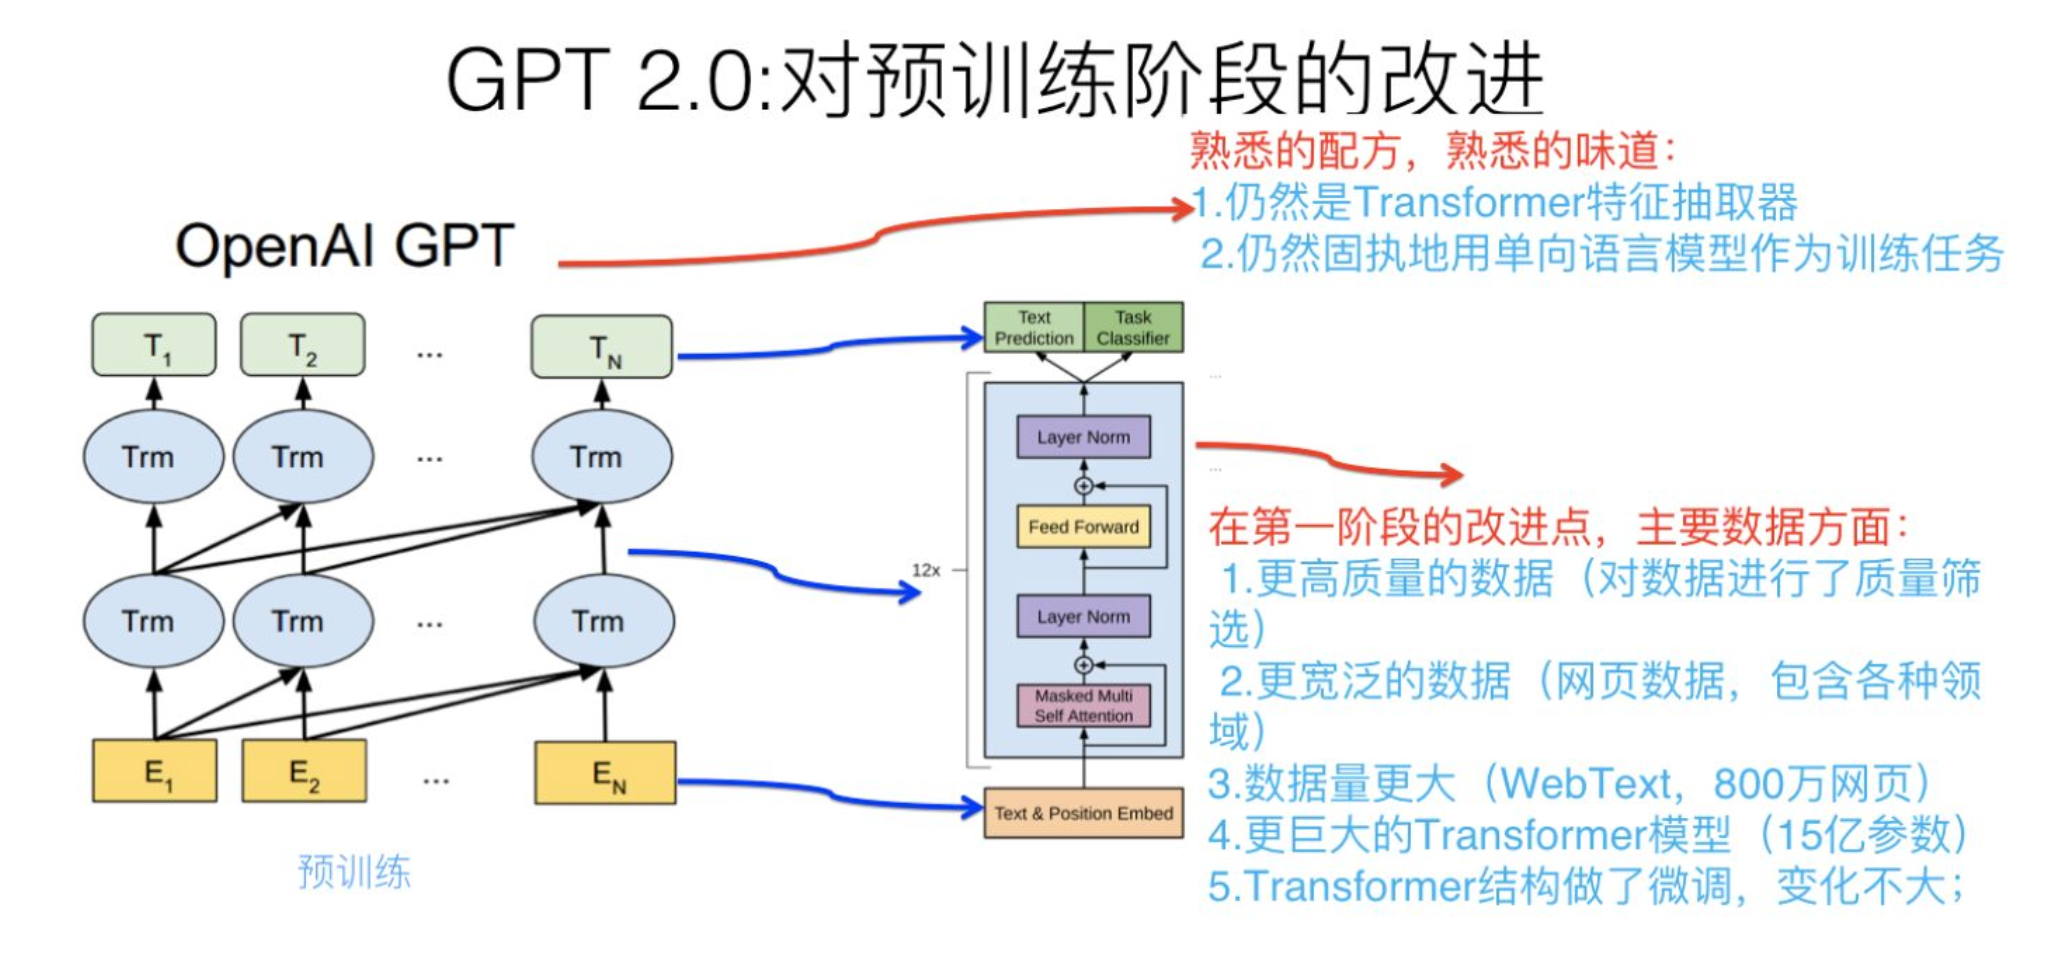 GPT 2.0:对预训练阶段的改进
熟悉的配方，熟悉的味道：
1.仍然是Transformer特征抽取器
2.仍然固执地用单向语言模型作为训练任务
OpenAI GPT
T1 T2 ... TN
Trm Trm ... Trm
Trm Trm ... Trm
E1 E2 ... EN
预训练
Text Task
Prediction Classifier
...
Layer Norm
...
Feed Forward
12x
Layer Norm
Masked Multi
Self Attention
Text & Position Embed
在第一阶段的改进点，主要数据方面：
1.更高质量的数据（对数据进行了质量筛
选）
2.更宽泛的数据（网页数据，包含各种领
域）
3.数据量更大（WebText，800万网页）
4.更巨大的Transformer模型（15亿参数）
5.Transformer结构做了微调，变化不大；